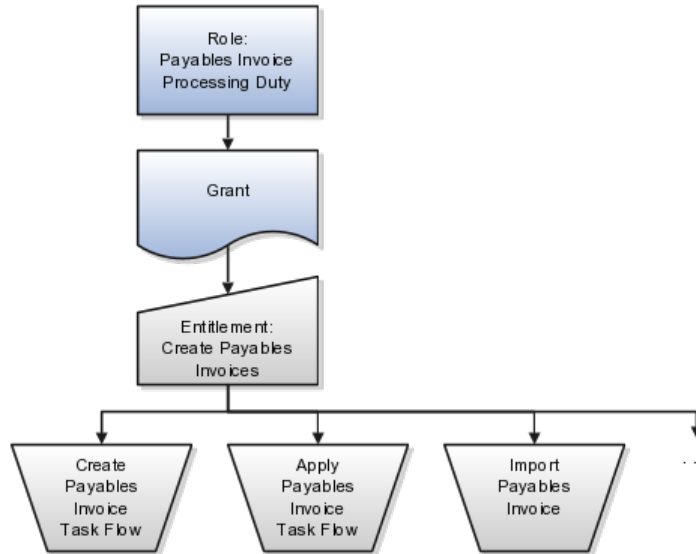 Role:
Payables Invoice
Processing Duty
Grant
Entitlement:
Create Payables
Invoices
Create
Payables
Invoice
Task Flow
Apply
Payables
Invoice
Task Flow
Import
Payables
Invoice
. .